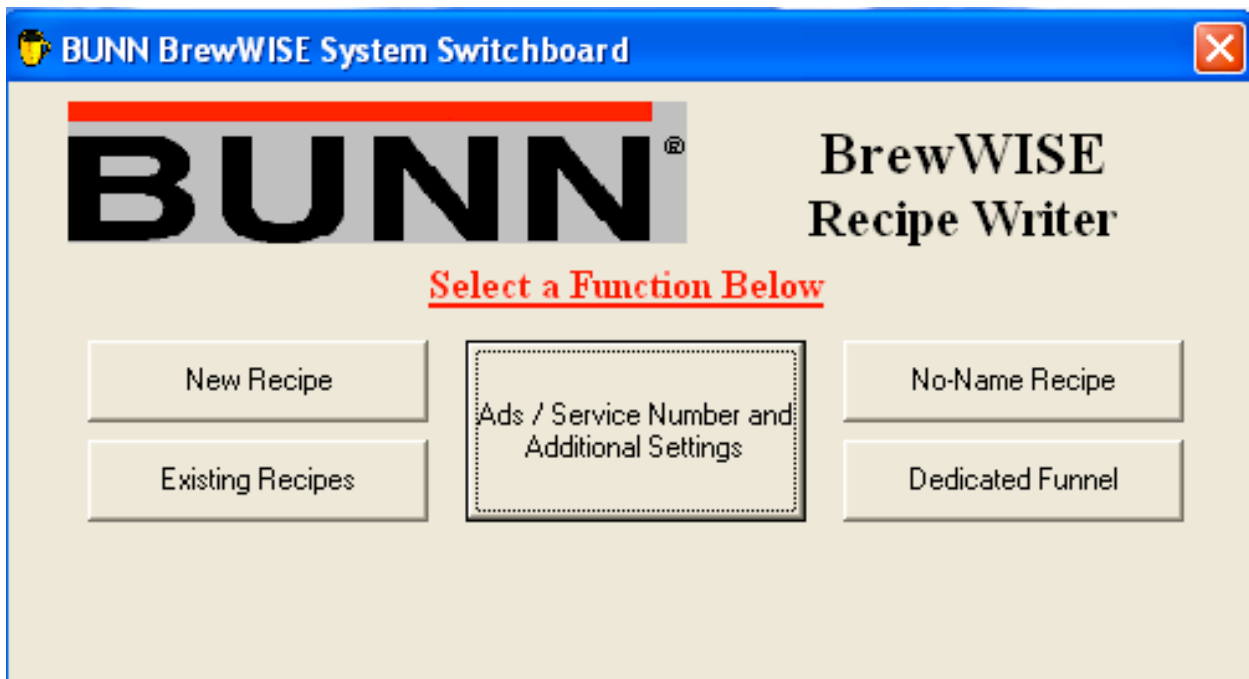 BUNN BrewWISE System Switchboard
BUNN®
BrewWISE
Recipe Writer
Select a Function Below
New Recipe
Existing Recipes
Ads / Service Number and
Additional Settings
No-Name Recipe
Dedicated Funnel